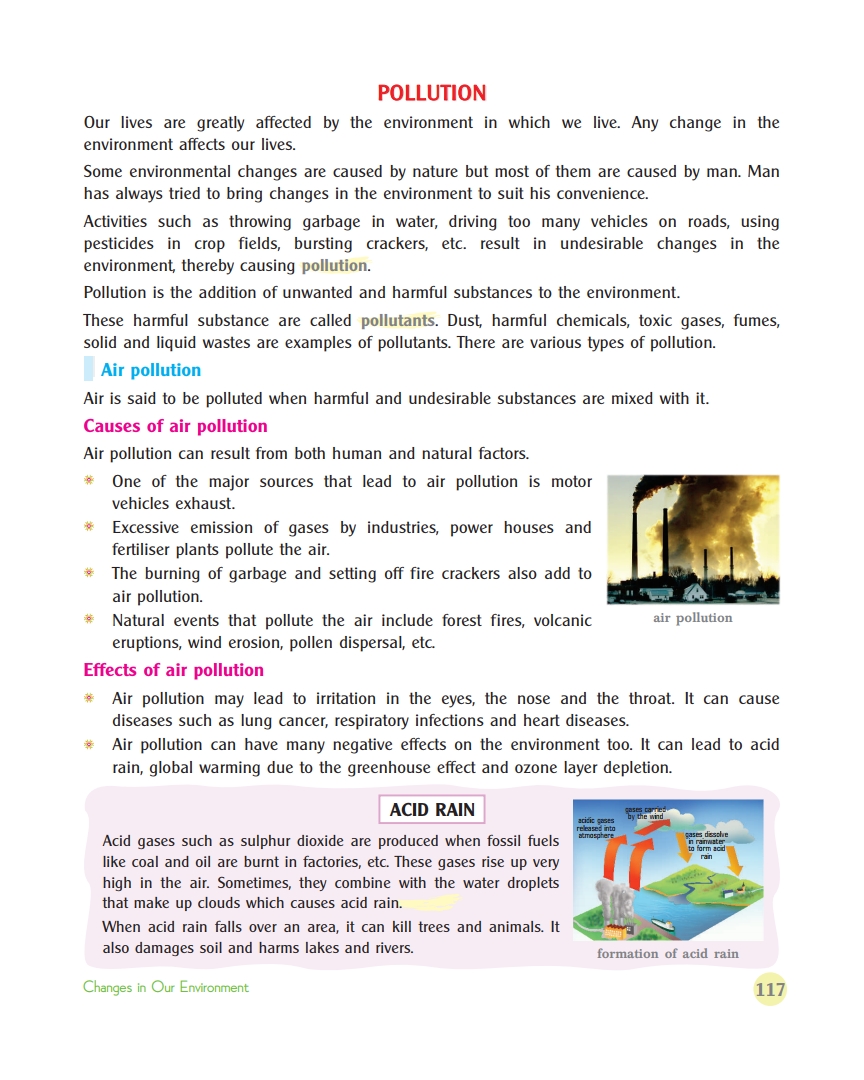 POLLUTION
Our lives are greatly affected by the environment in which we live. Any change in the
environment affects our lives.
Some environmental changes are caused by nature but most of them are caused by man. Man
has always tried to bring changes in the environment to suit his convenience.
Activities such as throwing garbage in water, driving too many vehicles on roads, using
pesticides in crop fields, bursting crackers, etc. result in undesirable changes in the
environment, thereby causing pollution.
Pollution is the addition of unwanted and harmful substances to the environment.
These harmful substance are called pollutants. Dust, harmful chemicals, toxic gases, fumes,
solid and liquid wastes are examples of pollutants. There are various types of pollution.
Air pollution
Air is said to be polluted when harmful and undesirable substances are mixed with it.
Causes of air pollution
Air pollution can result from both human and natural factors.
One of the major sources that lead to air pollution is motor
vehicles exhaust.
Excessive emission of gases by industries, power houses and
fertiliser plants pollute the air.
The burning of garbage and setting off fire crackers also add to
air pollution.
Natural events that pollute the air include forest fires, volcanic
eruptions, wind erosion, pollen dispersal, etc.
air pollution
Effects of air pollution
Air pollution may lead to irritation in the eyes, the nose and the throat. It can cause
diseases such as lung cancer, respiratory infections and heart diseases.
Air pollution can have many negative effects on the environment too. It can lead to acid
rain, global warming due to the greenhouse effect and ozone layer depletion.
ACID RAIN
Acid gases such as sulphur dioxide are produced when fossil fuels
like coal and oil are burnt in factories, etc. These gases rise up very
high in the air. Sometimes, they combine with the water droplets
that make up clouds which causes acid rain.
When acid rain falls over an area, it can kill trees and animals. It
also damages soil and harms lakes and rivers.
acidic gases
released into
atmosphere
gases carried
by the wind
gases dissolve
in rainwater
to form acid
rain
formation of acid rain
Changes in Our Environment
117